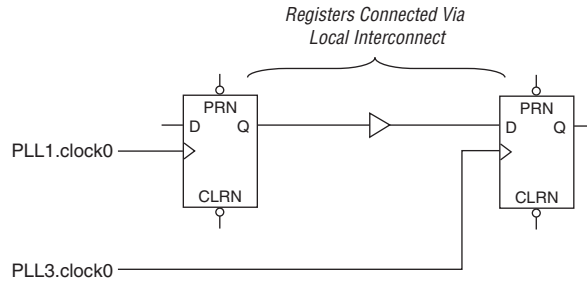 Registers Connected Via
Local Interconnect
PRN
D Q
CLRN
PRN
D Q
CLRN
PLL1.clock0
PLL3.clock0